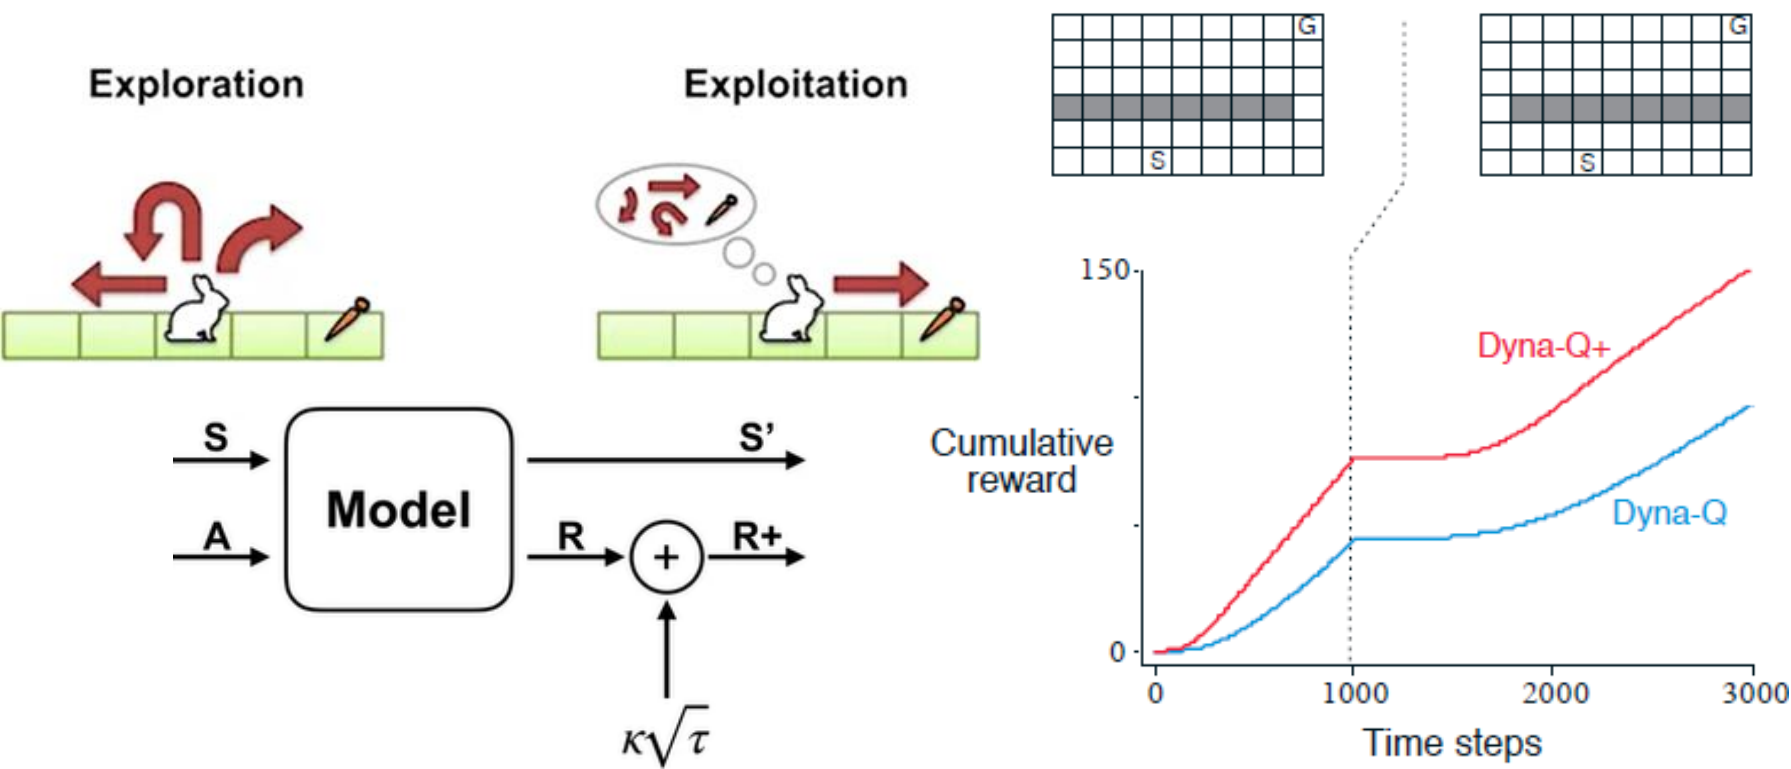 Exploration
Exploitation
S
A
Model
S’
R
+
R+
κ√τ
G
S
G
S
150
Cumulative
reward
0
Dyna-Q+
Dyna-Q
0
1000
2000
3000
Time steps